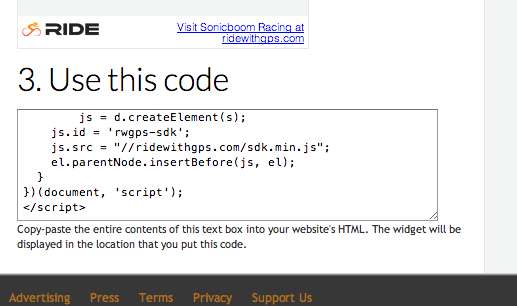 RIDE
Visit Sonicboom Racing at
ridewithgps.com
3. Use this code
js = d.createElement(s);
js.id = 'rwgps-sdk';
js.src = "//ridewithgps.com/sdk.min.js";
el.parentNode.insertBefore(js, el);
}
})(document, 'script');
</script>
Copy-paste the entire contents of this text box into your website's HTML. The widget will be
displayed in the location that you put this code.
Advertising Press Terms Privacy Support Us